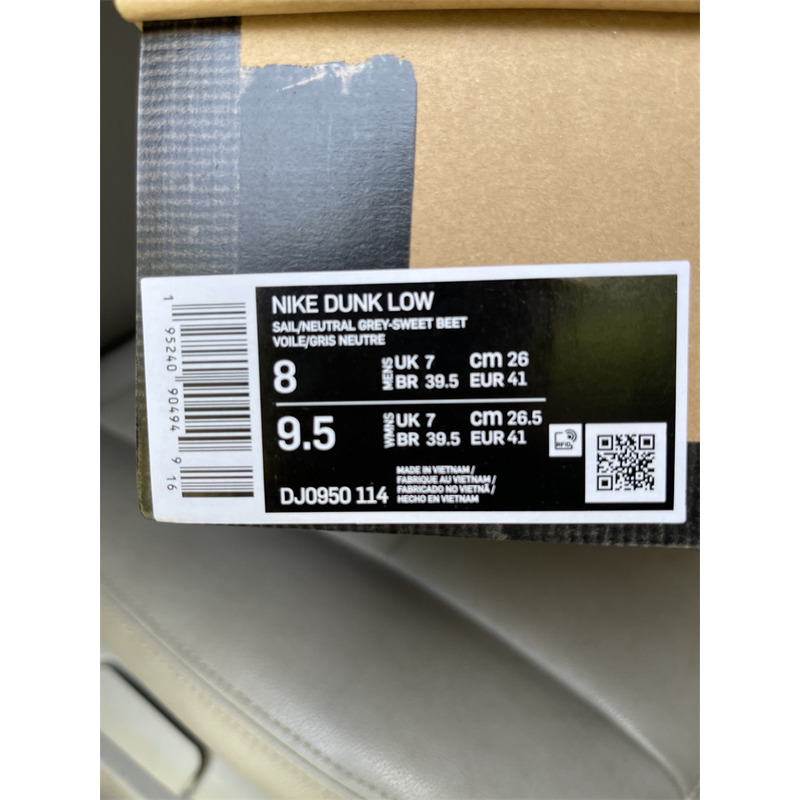 NIKE DUNK LOW
SAIL/NEUTRAL GREY-SWEET BEET
VOILE/GRIS NEUTRE
8 MENS UK 7 cm 26
BR 39.5 EUR 41
9.5 WMNS UK 7 cm 26.5
BR 39.5 EUR 41
RFID
DJ0950 114
MADE IN VIETNAM /
FABRIQUE AU VIETNAM /
FABRICADO NO VIETNÃ /
HECHO EN VIETNAM
1 95240 90494 9 16